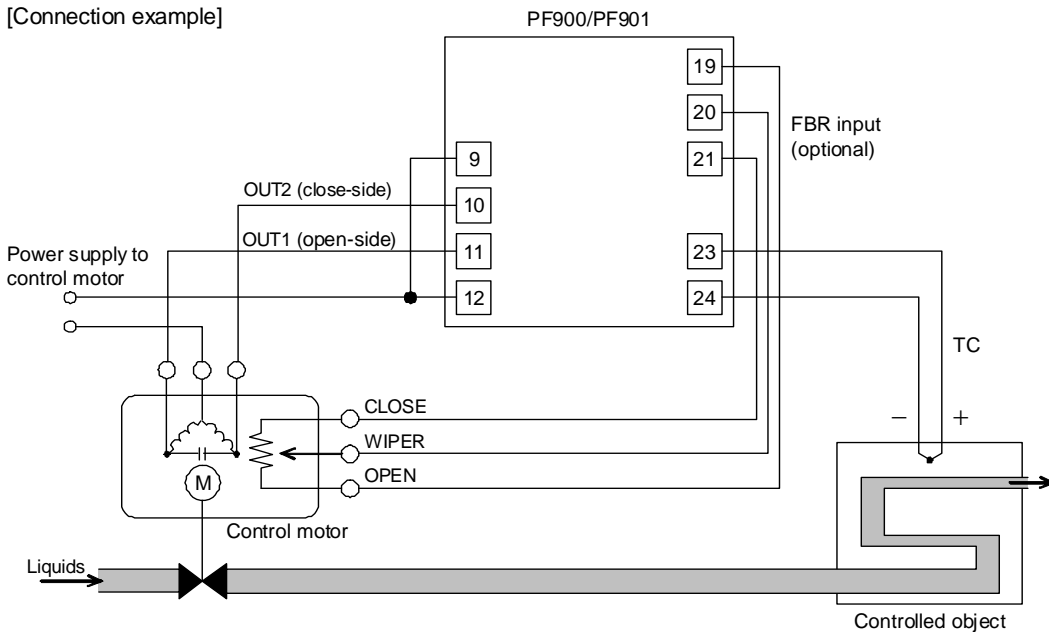 [Connection example]
PF900/PF901
19
20
21
FBR input
(optional)
9
10
11
12
23
24
OUT2 (close-side)
OUT1 (open-side)
Power supply to
control motor
TC
− +
CLOSE
WIPER
OPEN
M
Control motor
Liquids
Controlled object